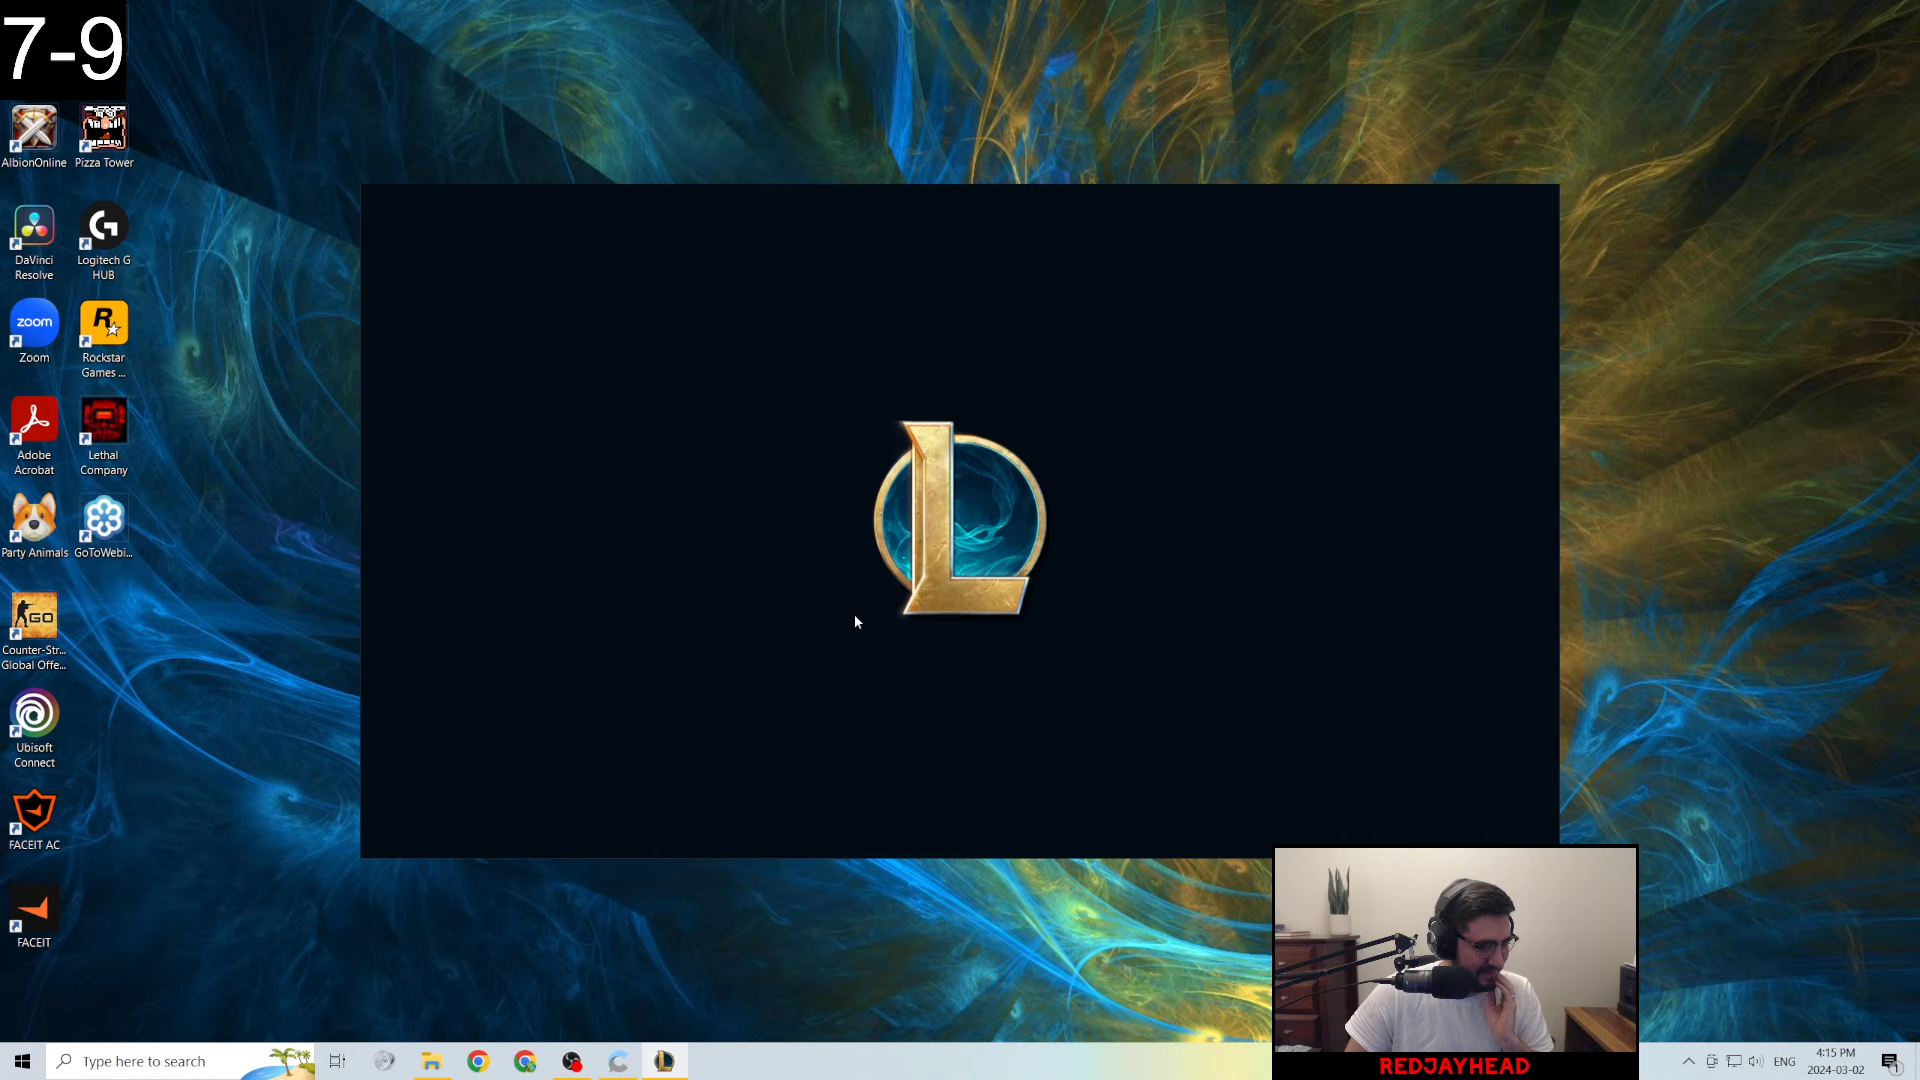 7-9
AlbionOnline
Pizza Tower
DaVinci
Resolve
Logitech G
HUB
zoom
Zoom
R
Rockstar
Games ...
Adobe
Acrobat
Lethal
Company
Party Animals
GoToWebi...
GO
Counter-Str...
Global Offe...
Ubisoft
Connect
FACEIT AC
FACEIT
L
REDJAYHEAD
Type here to search
ENG
4:15 PM
2024-03-02
1